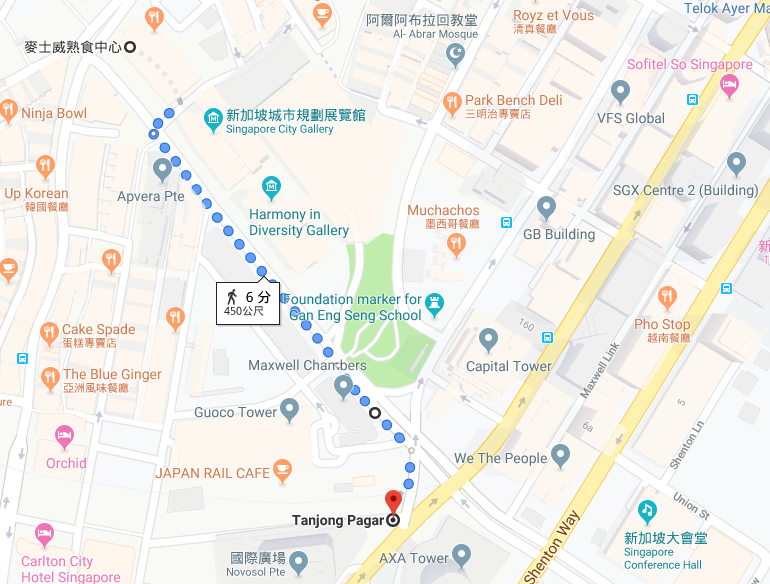 Telok Ayer Ma
阿爾阿布拉回教堂
Al- Abrar Mosque
Royz et Vous
清真餐廳
麥士威熟食中心
Sofitel So Singapore
Ninja Bowl
新加坡城市規劃展覽館
Singapore City Gallery
Park Bench Deli
三明治專賣店
VFS Global
Up Korean
韓國餐廳
Apvera Pte
SGX Centre 2 (Building)
Harmony in
Diversity Gallery
Muchachos
墨西哥餐廳
GB Building
新
6 分
450公尺
Foundation marker for
Gan Eng Seng School
Cake Spade
蛋糕專賣店
160
Pho Stop
越南餐廳
Maxwell Chambers
Capital Tower
Maxwell Link
The Blue Ginger
亞洲風味餐廳
ure
Guoco Tower
5
6a
Shenton Ln
Orchid
JAPAN RAIL CAFE
We The People
Union St
Tanjong Pagar
Shenton Way
新加坡大會堂
Singapore
Conference Hall
Carlton City
Hotel Singapore
國際廣場
Novosol Pte
AXA Tower